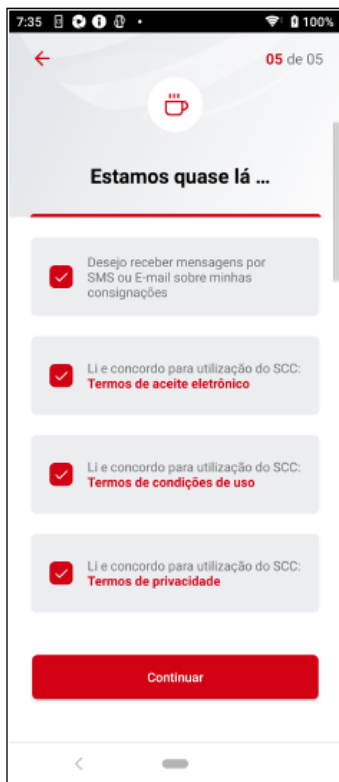 7:35 100%
05 de 05
Estamos quase lá ...
Desejo receber mensagens por
SMS ou E-mail sobre minhas
consignações
Li e concordo para utilização do SCC:
Termos de aceite eletrônico
Li e concordo para utilização do SCC:
Termos de condições de uso
Li e concordo para utilização do SCC:
Termos de privacidade
Continuar